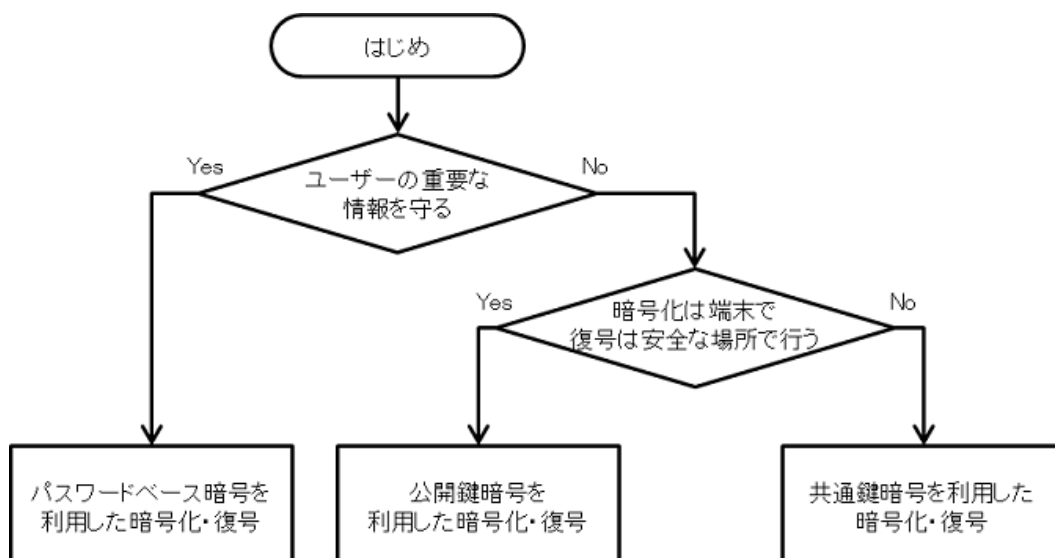 はじめ
Yes
No
ユーザーの重要な
情報を守る
Yes
No
暗号化は端末で
復号は安全な場所で行う
パスワードベース暗号を
利用した暗号化・復号
公開鍵暗号を
利用した暗号化・復号
共通鍵暗号を利用した
暗号化・復号